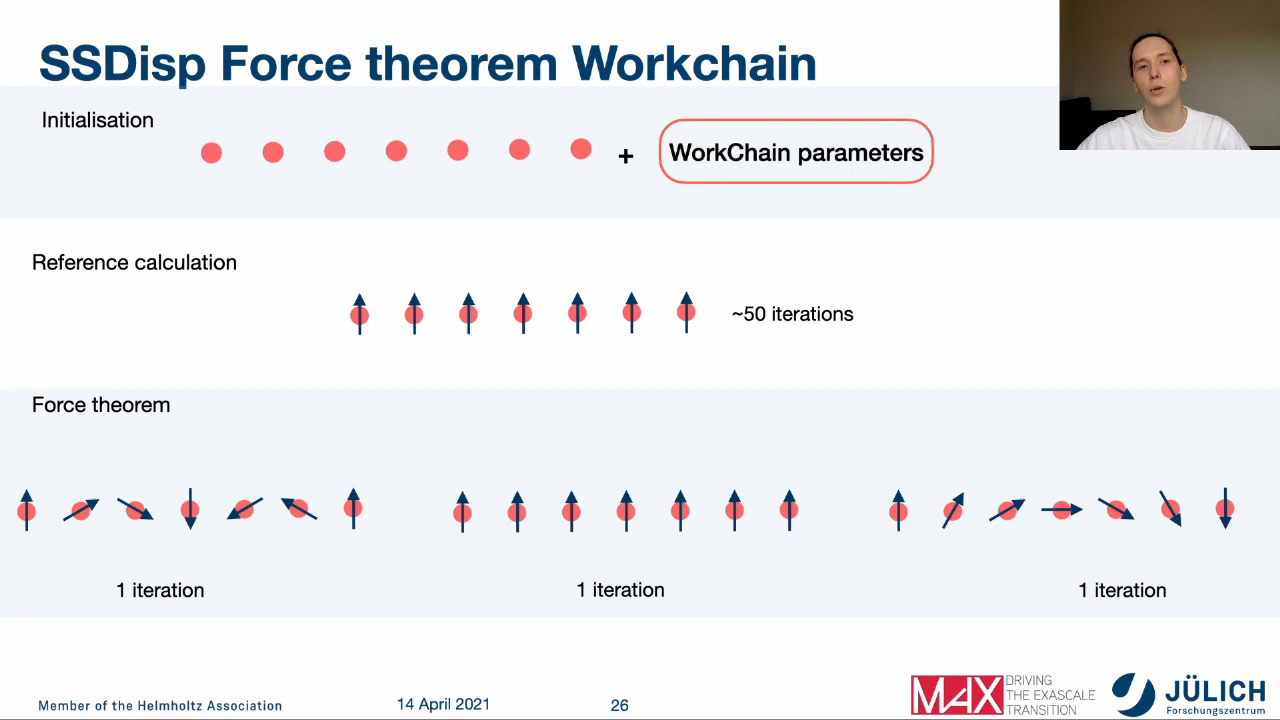 SSDisp Force theorem Workchain
Initialisation
+
WorkChain parameters
Reference calculation
~50 iterations
Force theorem
1 iteration
1 iteration
1 iteration
Member of the Helmholtz Association
14 April 2021
26
MAX
DRIVING
THE EXASCALE
TRANSITION
JÜLICH
Forschungszentrum